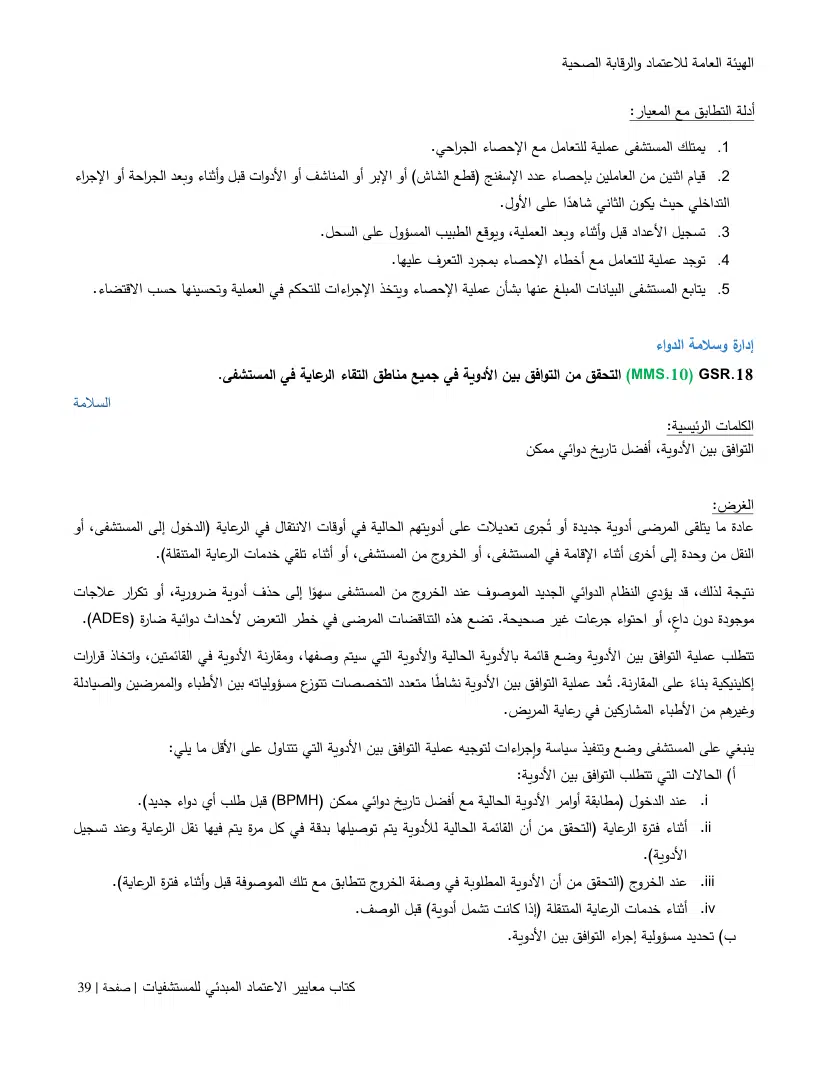 الهيئة العامة للاعتماد والرقابة الصحية
أدلة التطابق مع المعيار:
1. يمتلك المستشفى عملية للتعامل مع الإحصاء الجراحي.
2. قيام اثنين من العاملين بإحصاء عدد الإسفنج (قطع الشاش) أو الإبر أو المناشف أو الأدوات قبل وأثناء وبعد الجراحة أو الإجراء
التداخلي حيث يكون الثاني شاهدًا على الأول.
3. تسجيل الأعداد قبل وأثناء وبعد العملية، ويوقع الطبيب المسؤول على السحل.
4. توجد عملية للتعامل مع أخطاء الإحصاء بمجرد التعرف عليها.
5. يتابع المستشفى البيانات المبلغ عنها بشأن عملية الإحصاء ويتخذ الإجراءات للتحكم في العملية وتحسينها حسب الاقتضاء.
إدارة وسلامة الدواء
GSR.18 (MMS.10) التحقق من التوافق بين الأدوية في جميع مناطق التقاء الرعاية في المستشفى.
السلامة
الكلمات الرئيسية:
التوافق بين الأدوية، أفضل تاريخ دوائي ممكن
الغرض:
عادة ما يتلقى المرضى أدوية جديدة أو تُجرى تعديلات على أدويتهم الحالية في أوقات الانتقال في الرعاية (الدخول إلى المستشفى، أو
النقل من وحدة إلى أخرى أثناء الإقامة في المستشفى، أو الخروج من المستشفى، أو أثناء تلقي خدمات الرعاية المتنقلة).
نتيجة لذلك، قد يؤدي النظام الدوائي الجديد الموصوف عند الخروج من المستشفى سهوًا إلى حذف أدوية ضرورية، أو تكرار علاجات
موجودة دون داعٍ، أو احتواء جرعات غير صحيحة. تضع هذه التناقضات المرضى في خطر التعرض لأحداث دوائية ضارة (ADEs).
تتطلب عملية التوافق بين الأدوية وضع قائمة بالأدوية الحالية والأدوية التي سيتم وصفها، ومقارنة الأدوية في القائمتين، واتخاذ قرارات
إكلينيكية بناءً على المقارنة. تُعد عملية التوافق بين الأدوية نشاطًا متعدد التخصصات تتوزع مسؤولياته بين الأطباء والممرضين والصيادلة
وغيرهم من الأطباء المشاركين في رعاية المريض.
ينبغي على المستشفى وضع وتنفيذ سياسة وإجراءات لتوجيه عملية التوافق بين الأدوية التي تتناول على الأقل ما يلي:
أ) الحالات التي تتطلب التوافق بين الأدوية:
i. عند الدخول (مطابقة أوامر الأدوية الحالية مع أفضل تاريخ دوائي ممكن (BPMH) قبل طلب أي دواء جديد).
ii. أثناء فترة الرعاية (التحقق من أن القائمة الحالية للأدوية يتم توصيلها بدقة في كل مرة يتم فيها نقل الرعاية وعند تسجيل
الأدوية).
iii. عند الخروج (التحقق من أن الأدوية المطلوبة في وصفة الخروج تتطابق مع تلك الموصوفة قبل وأثناء فترة الرعاية).
iv. أثناء خدمات الرعاية المتنقلة (إذا كانت تشمل أدوية) قبل الوصف.
ب) تحديد مسؤولية إجراء التوافق بين الأدوية.
كتاب معايير الاعتماد المبدئي للمستشفيات | صفحة | 39